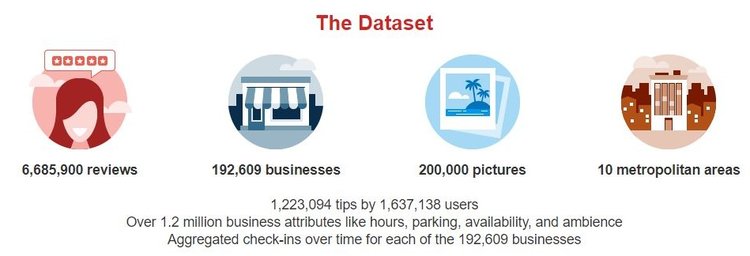 The Dataset
6,685,900 reviews
192,609 businesses
200,000 pictures
10 metropolitan areas
1,223,094 tips by 1,637,138 users
Over 1.2 million business attributes like hours, parking, availability, and ambience
Aggregated check-ins over time for each of the 192,609 businesses